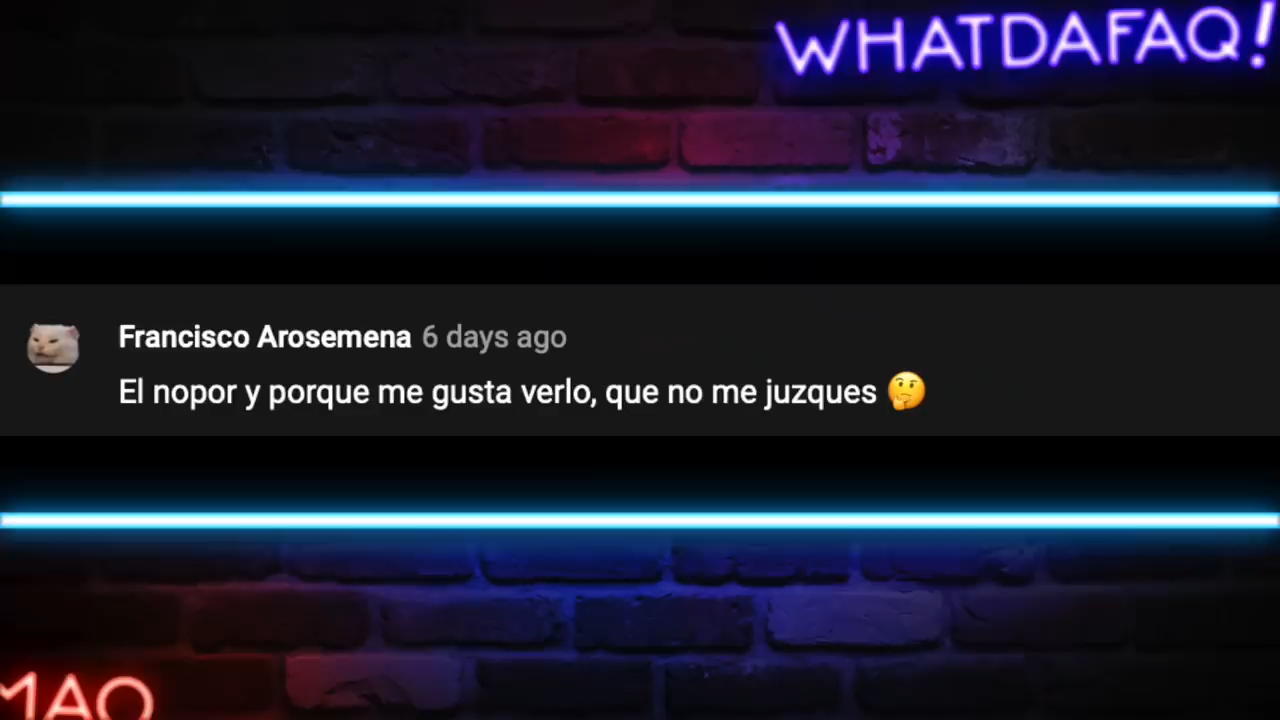 WHATDAFAQ!
Francisco Arosemena 6 days ago
El nopor y porque me gusta verlo, que no me juzques 🤔
MAO